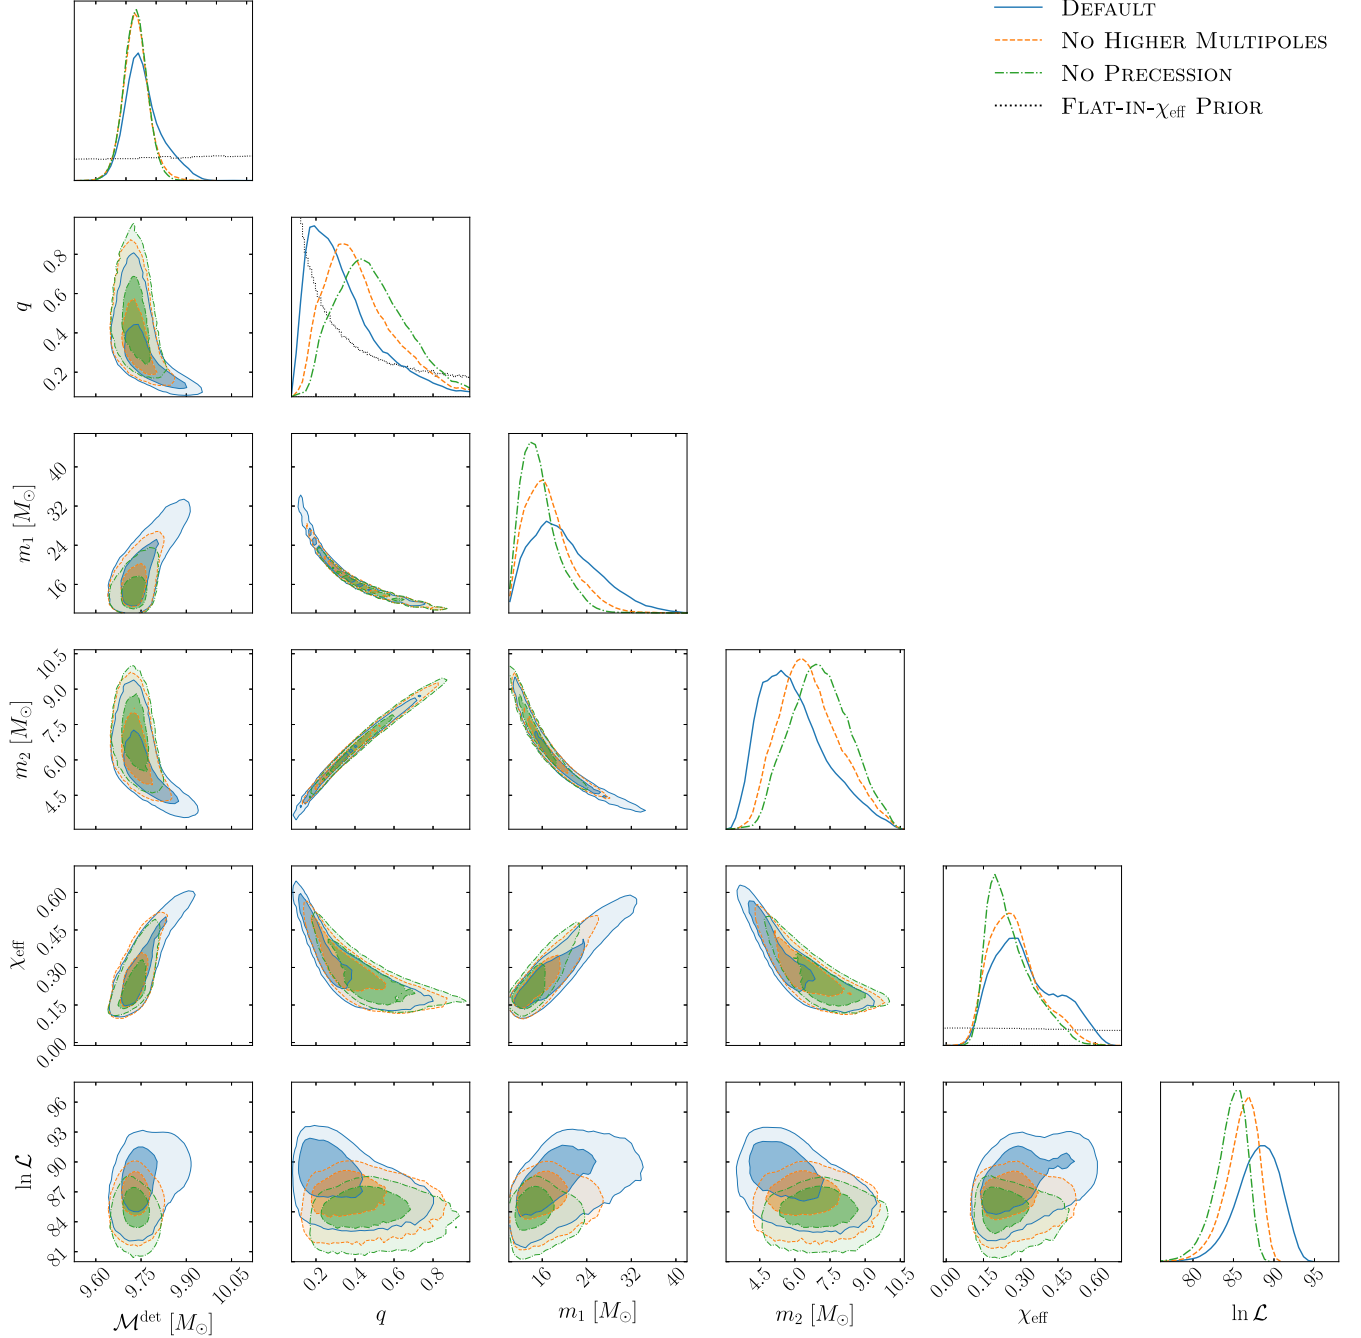 DEFAULT
NO HIGHER MULTIPOLES
NO PRECESSION
FLAT-IN-χeff PRIOR
q
0.8
0.6
0.4
0.2
m1 [M⊙]
40
32
24
16
m2 [M⊙]
10.5
9.0
7.5
6.0
4.5
χeff
0.60
0.45
0.30
0.15
0.00
ln L
96
93
90
87
84
81
9.60 9.75 9.90 10.05 0.2 0.4 0.6 0.8 16 24 32 40 4.5 6.0 7.5 9.0 10.5 0.00 0.15 0.30 0.45 0.60 80 85 90 95
M^det [M⊙] q m1 [M⊙] m2 [M⊙] χeff ln L